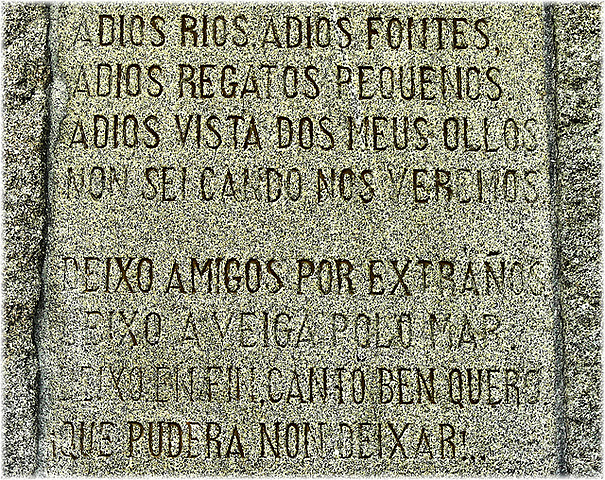 ADIOS RIOS, ADIOS FONTES,
ADIOS REGATOS PEQUENOS.
ADIOS VISTA DOS MEUS OLLOS
NON SEI CANDO NOS VEREMOS
DEIXO AMIGOS POR EXTRAÑOS
DEIXO A VEIGA POLO MAR.
DEIXO EN FIN, CANTO BEN QUERO
¡QUE PUDERA NON DEIXAR!..